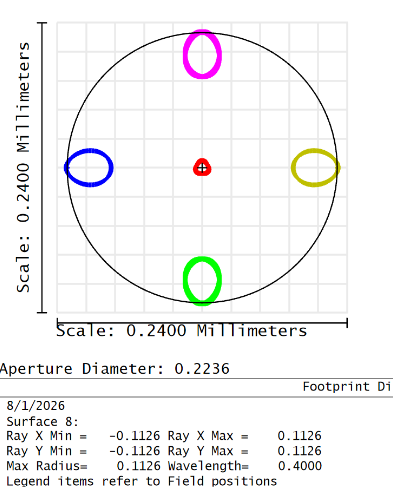 Scale: 0.2400 Millimeters
Scale: 0.2400 Millimeters
Aperture Diameter: 0.2236
Footprint Di
8/1/2026
Surface 8:
Ray X Min = -0.1126 Ray X Max = 0.1126
Ray Y Min = -0.1126 Ray Y Max = 0.1126
Max Radius= 0.1126 Wavelength= 0.4000
Legend items refer to Field positions